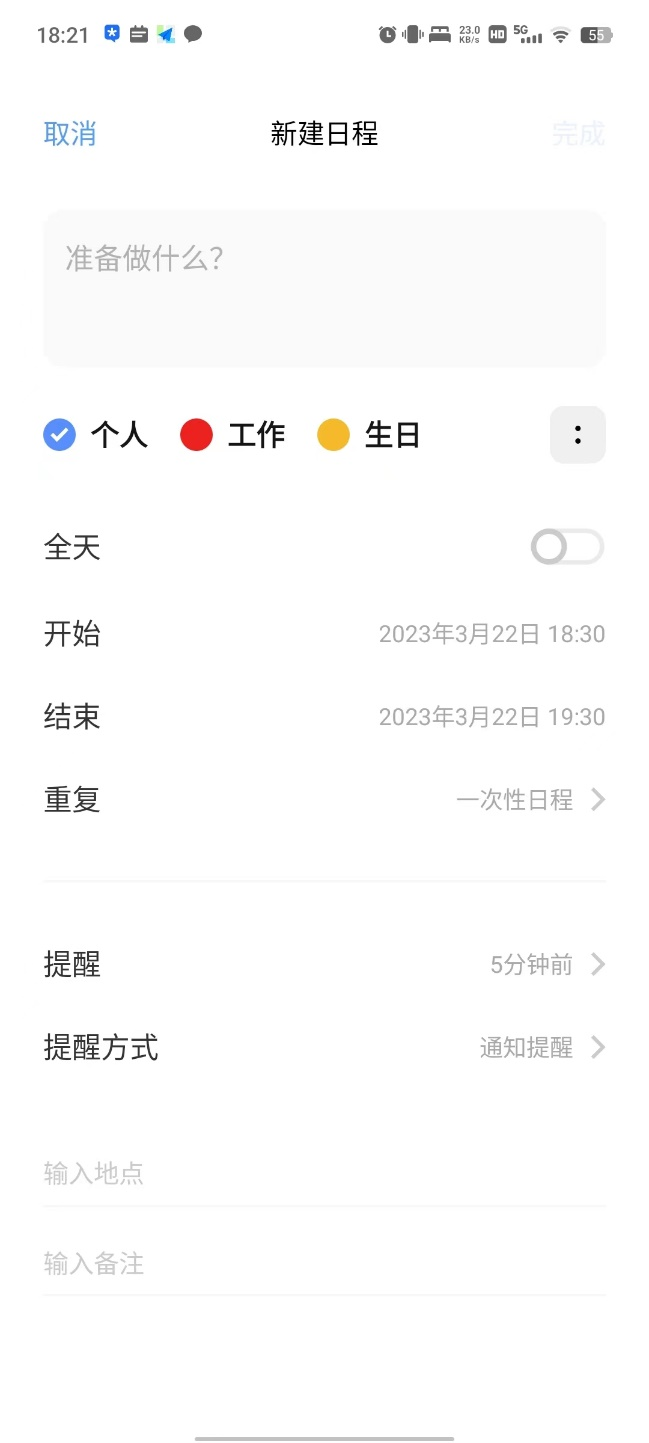 18:21 23.0 KB/s HD 5G 55
取消 新建日程 完成
准备做什么?
个人 工作 生日
全天
开始 2023年3月22日 18:30
结束 2023年3月22日 19:30
重复 一次性日程
提醒 5分钟前
提醒方式 通知提醒
输入地点
输入备注